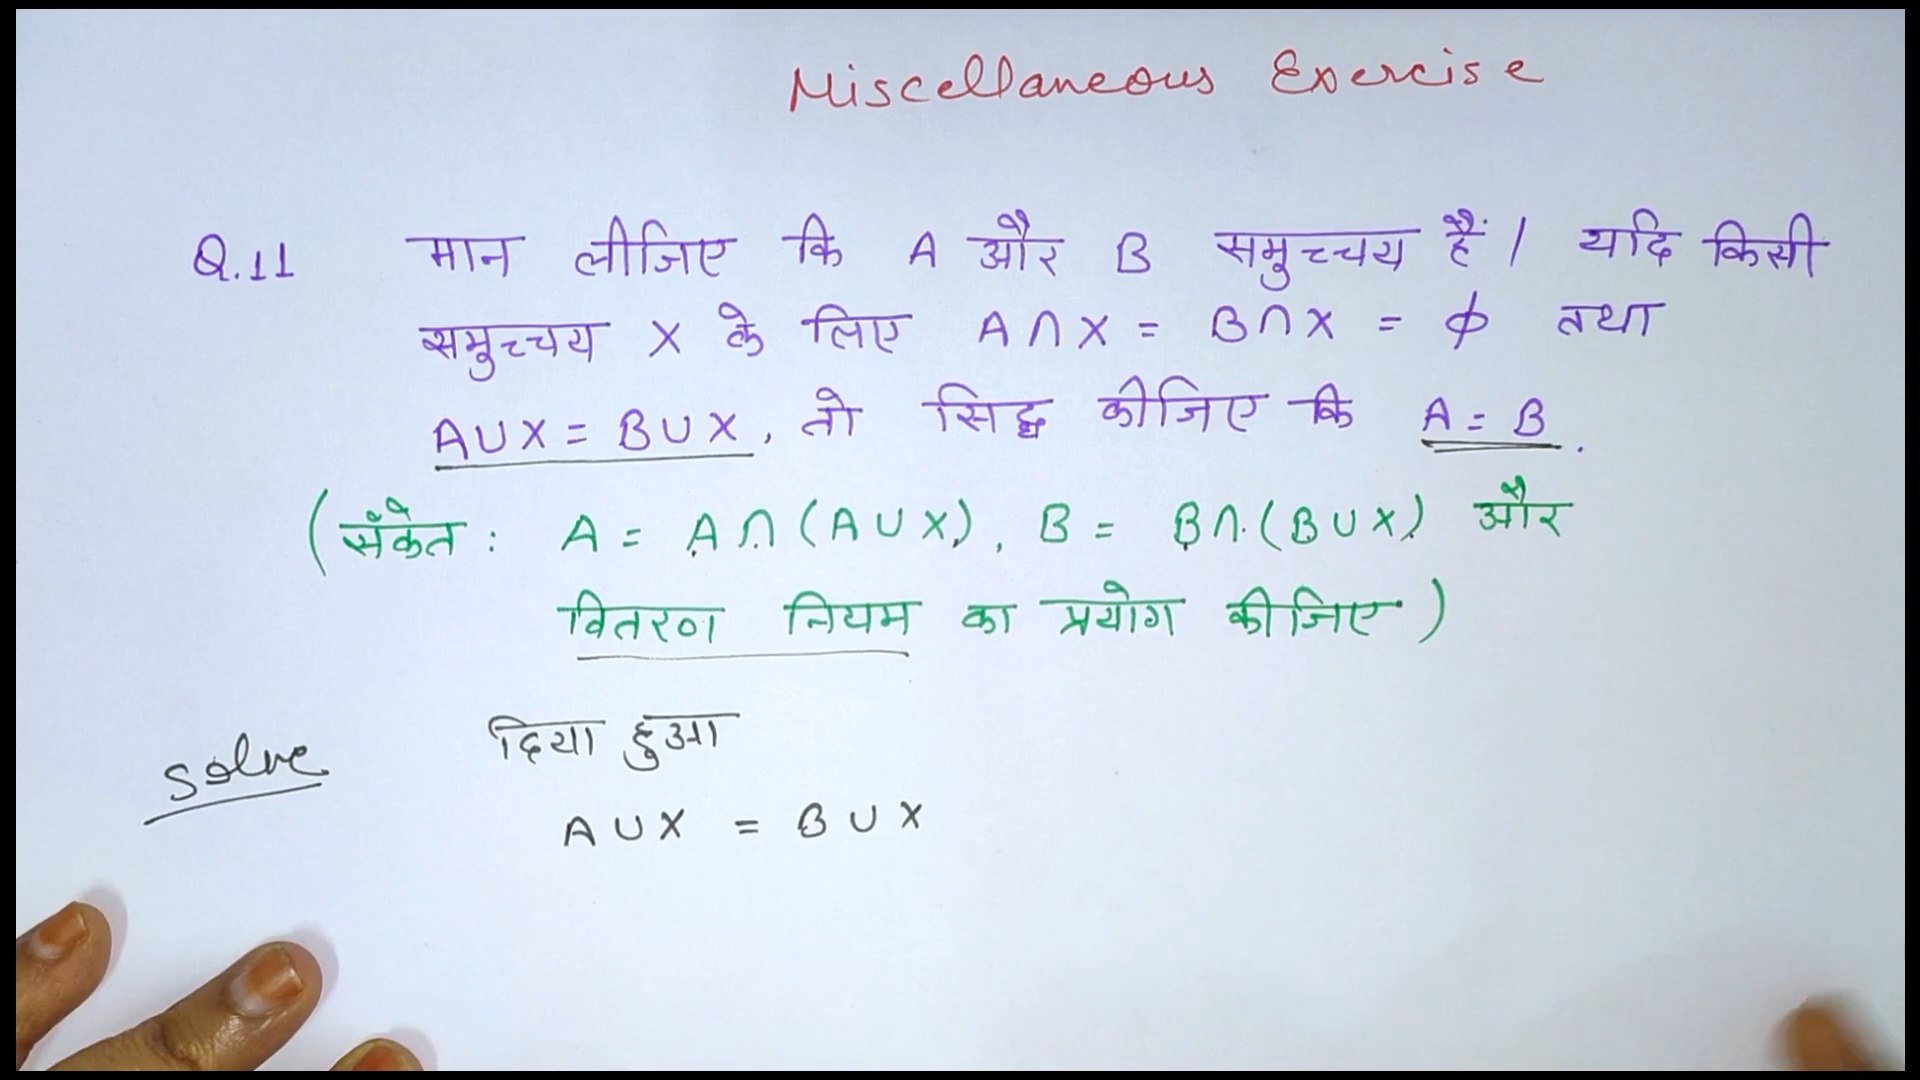 Miscellaneous Exercise
Q.11 मान लीजिए कि A और B समुच्चय हैं। यदि किसी
समुच्चय X के लिए A∩X = B∩X = ϕ तथा
A∪X = B∪X, तो सिद्ध कीजिए कि A = B.
(संकेत: A = A∩(A∪X), B = B∩(B∪X) और
वितरण नियम का प्रयोग कीजिए)
Solve दिया हुआ
A∪X = B∪X